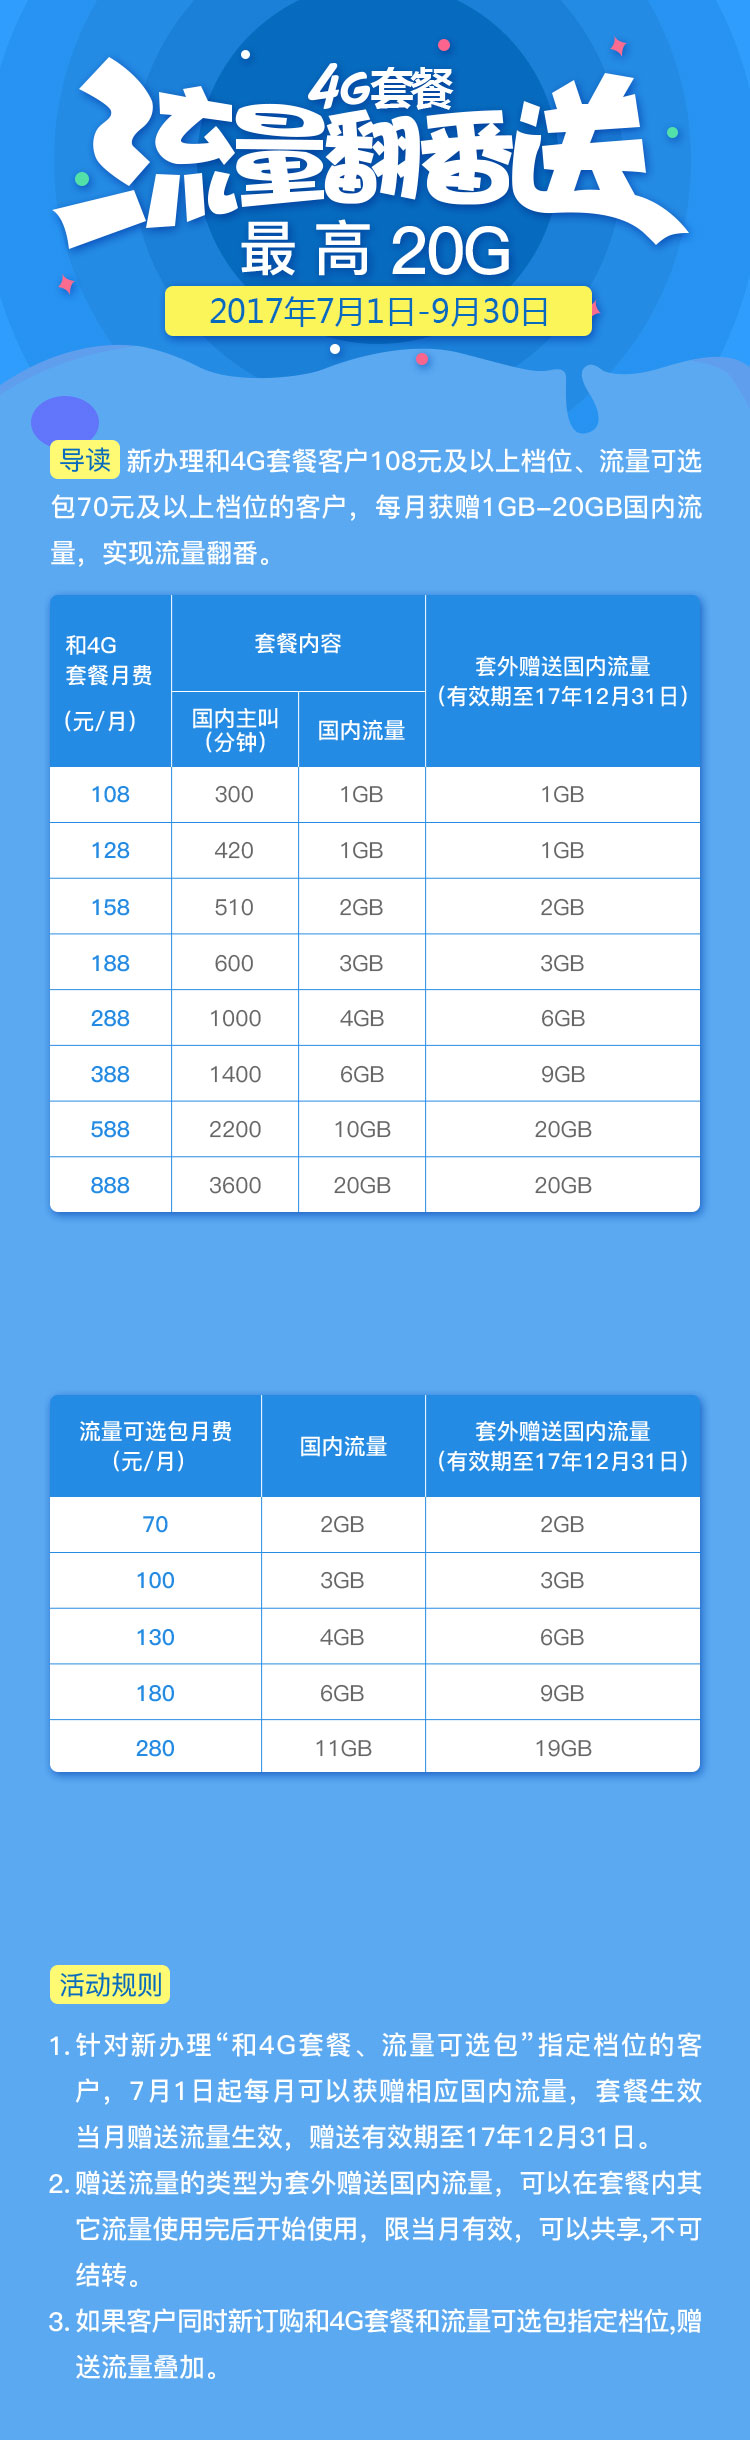 4G套餐
流量翻番送
最高20G
2017年7月1日-9月30日
导读 新办理和4G套餐客户108元及以上档位、流量可选
包70元及以上档位的客户，每月获赠1GB-20GB国内流
量，实现流量翻番。
和4G
套餐月费
(元/月)
套餐内容
国内主叫
(分钟)
国内流量
套外赠送国内流量
(有效期至17年12月31日)
108 300 1GB 1GB
128 420 1GB 1GB
158 510 2GB 2GB
188 600 3GB 3GB
288 1000 4GB 6GB
388 1400 6GB 9GB
588 2200 10GB 20GB
888 3600 20GB 20GB
流量可选包月费
(元/月)
国内流量
套外赠送国内流量
(有效期至17年12月31日)
70 2GB 2GB
100 3GB 3GB
130 4GB 6GB
180 6GB 9GB
280 11GB 19GB
活动规则
1. 针对新办理“和4G套餐、流量可选包”指定档位的客
户，7月1日起每月可以获赠相应国内流量，套餐生效
当月赠送流量生效，赠送有效期至17年12月31日。
2. 赠送流量的类型为套外赠送国内流量，可以在套餐内其
它流量使用完后开始使用，限当月有效，可以共享,不可
结转。
3. 如果客户同时新订购和4G套餐和流量可选包指定档位,赠
送流量叠加。